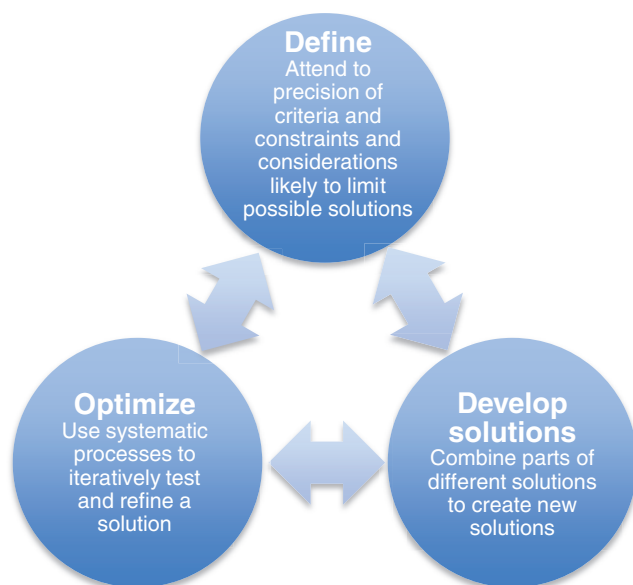 Define
Attend to
precision of
criteria and
constraints and
considerations
likely to limit
possible solutions
Optimize
Use systematic
processes to
iteratively test
and refine a
solution
Develop
solutions
Combine parts of
different solutions
to create new
solutions